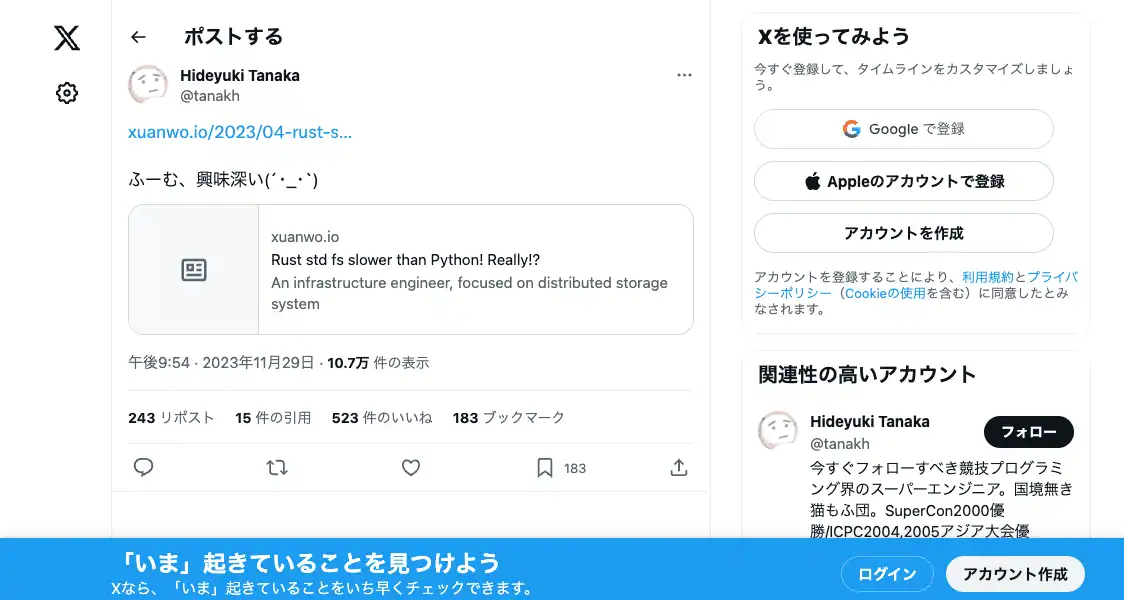 ポストする
Hideyuki Tanaka
@tanakh
xuanwo.io/2023/04-rust-s...
ふーむ、興味深い(´･_･`)
xuanwo.io
Rust std fs slower than Python! Really!?
An infrastructure engineer, focused on distributed storage
system
午後9:54 · 2023年11月29日 · 10.7万 件の表示
243 リポスト 15 件の引用 523 件のいいね 183 ブックマーク
183
Xを使ってみよう
今すぐ登録して、タイムラインをカスタマイズしましょ
う。
Google で登録
Appleのアカウントで登録
アカウントを作成
アカウントを登録することにより、利用規約とプライバ
シーポリシー（Cookieの使用を含む）に同意したとみ
なされます。
関連性の高いアカウント
Hideyuki Tanaka
@tanakh
フォロー
今すぐフォローすべき競技プログラミ
ング界のスーパーエンジニア。国境無き
猫もふ団。SuperCon2000優
勝/ICPC2004,2005アジア大会優
「いま」起きていることを見つけよう
Xなら、「いま」起きていることをいち早くチェックできます。
ログイン
アカウント作成